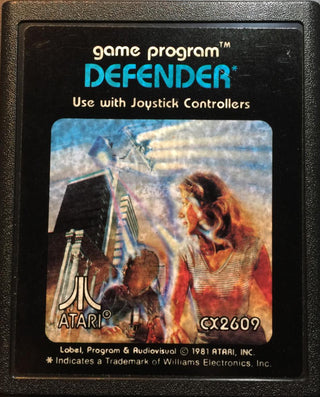 game program™
DEFENDER*
Use with Joystick Controllers
ATARI®
CX2609
Label, Program & Audiovisual © 1981 ATARI, INC.
* Indicates a Trademark of Williams Electronics, Inc.